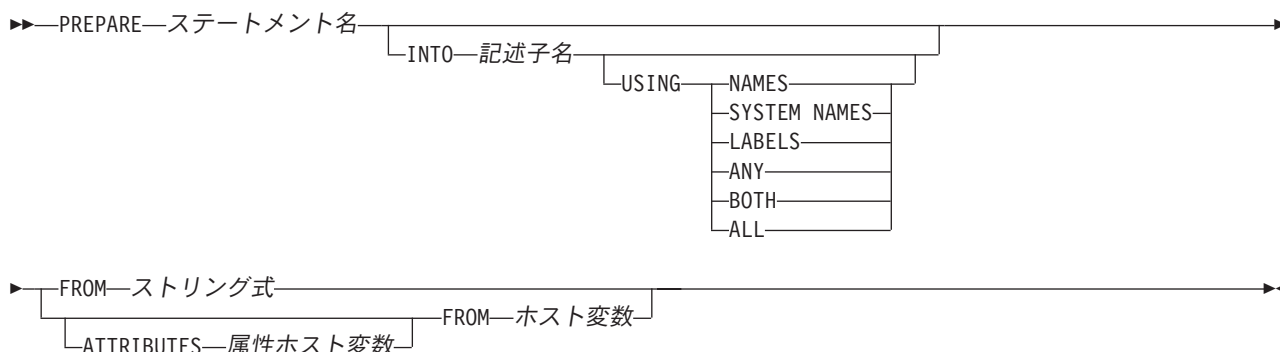 PREPARE ステートメント名
INTO 記述子名
USING NAMES
SYSTEM NAMES
LABELS
ANY
BOTH
ALL
FROM ストリング式
FROM ホスト変数
ATTRIBUTES 属性ホスト変数